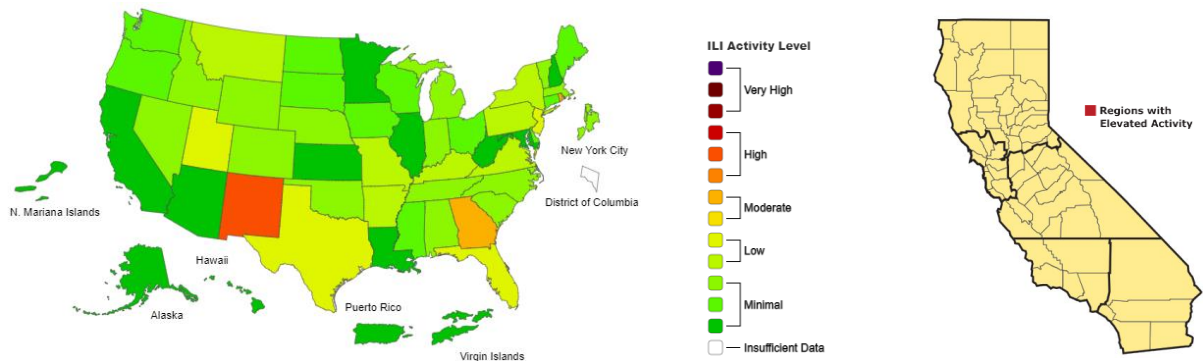 ILI Activity Level
Very High
High
Moderate
Low
Minimal
Insufficient Data
New York City
District of Columbia
N. Mariana Islands
Hawaii
Alaska
Puerto Rico
Virgin Islands
Regions with
Elevated Activity